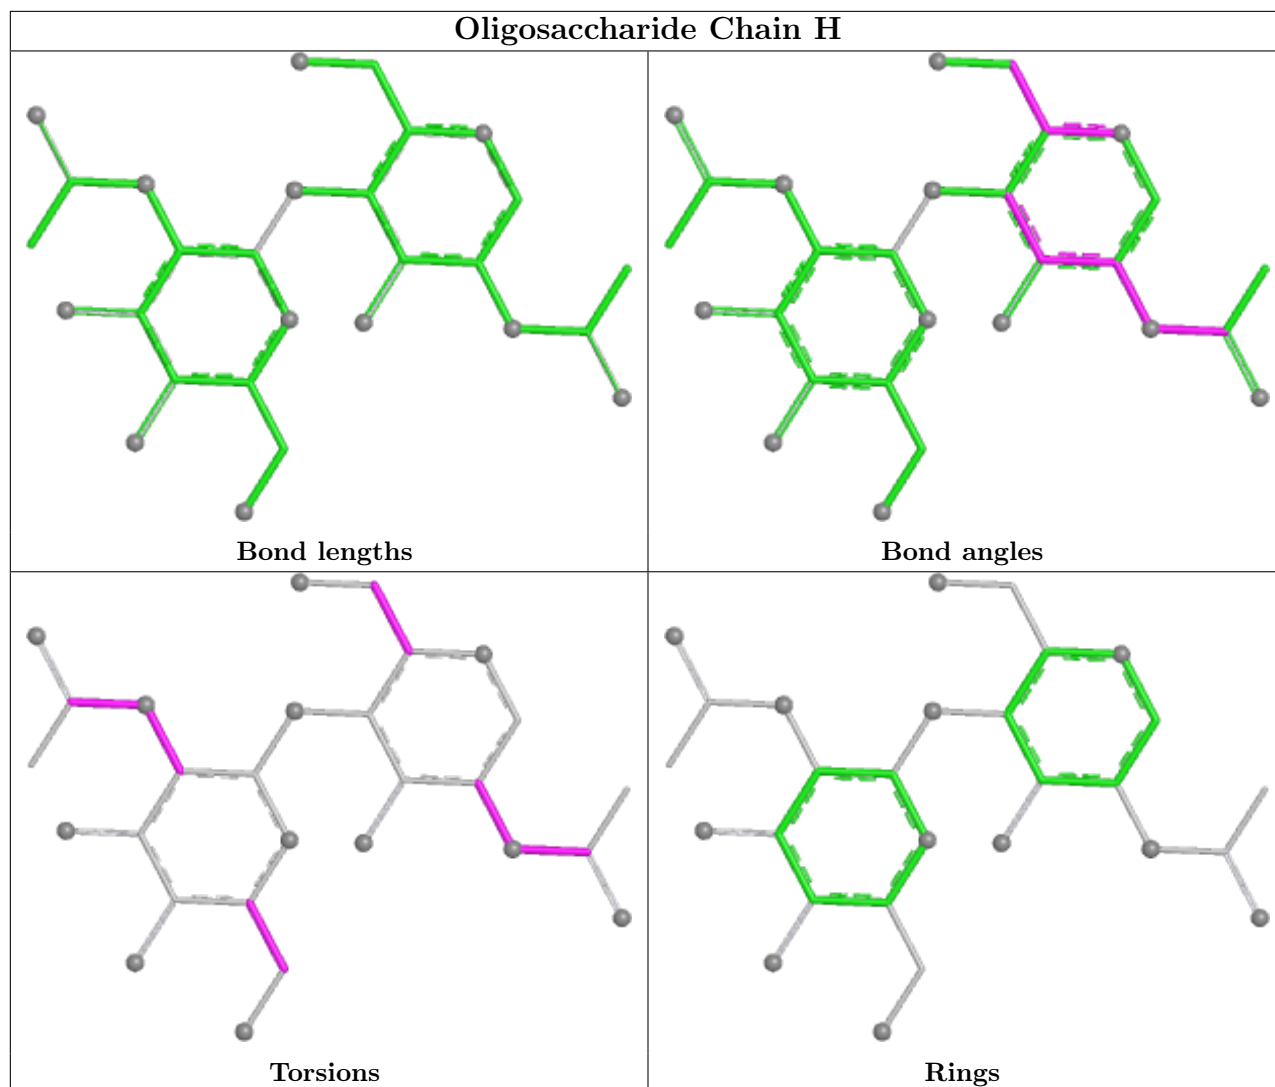 Oligosaccharide Chain H
Bond lengths
Bond angles
Torsions
Rings